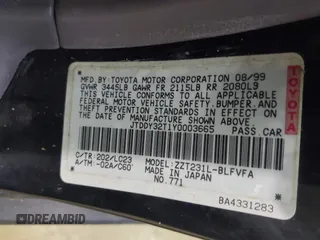 MFD. BY: TOYOTA MOTOR CORPORATION 08/99
GVWR 3445LB GAWR FR 2115LB RR 2080LB
THIS VEHICLE CONFORMS TO ALL APPLICABLE
FEDERAL MOTOR VEHICLE SAFETY, BUMPER, AND
THEFT PREVENTION STANDARDS IN EFFECT ON
THE DATE OF MANUFACTURE SHOWN ABOVE.
JTDDY32T1Y0003665 PASS. CAR
C/TR: 202/LC23 MODEL: ZZT231L-BLFVFA
A/TM: -02A/C60 MADE IN JAPAN
NO.771
BA4331283
© DREAMBID